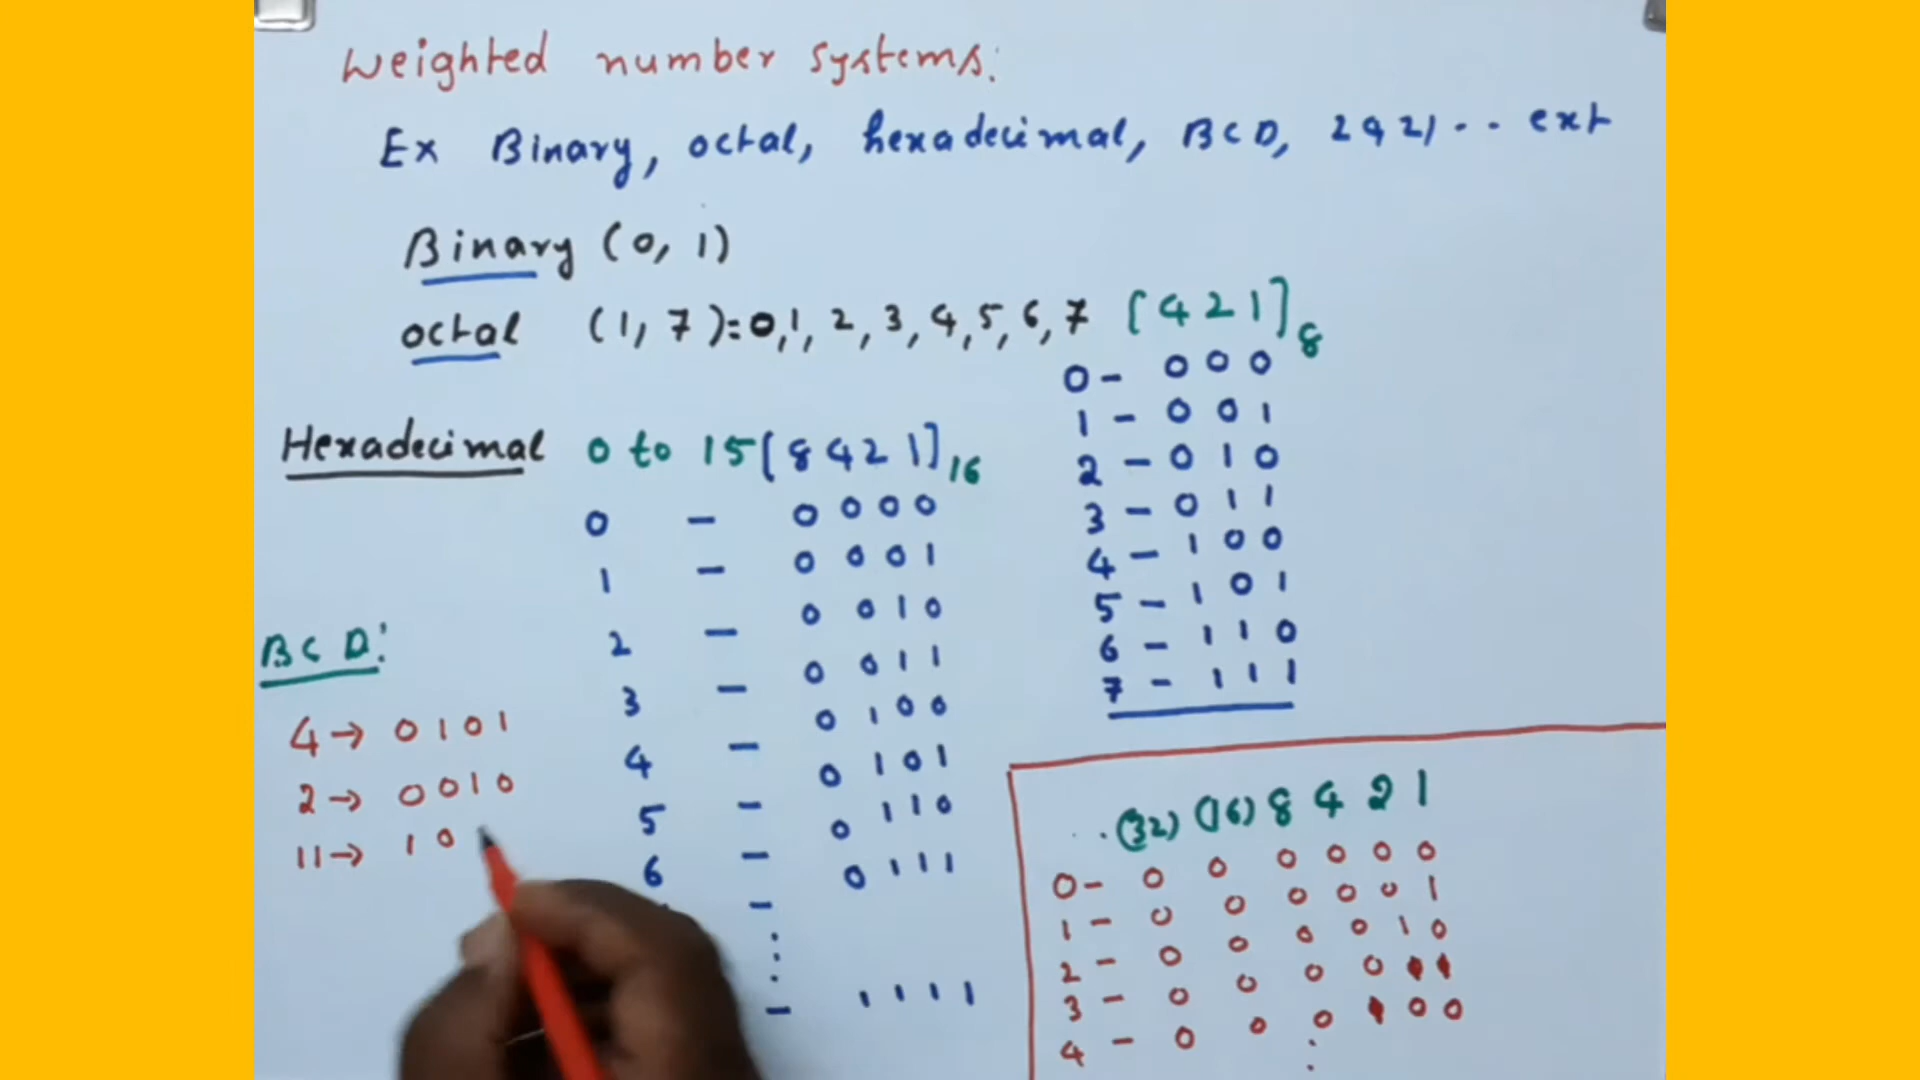 Weighted number systems:
Ex Binary, octal, hexadecimal, BCD, 2421 .. ext
Binary (0, 1)
octal (1, 7) = 0, 1, 2, 3, 4, 5, 6, 7 [4 2 1]8
0 - 0 0 0
1 - 0 0 1
2 - 0 1 0
3 - 0 1 1
4 - 1 0 0
5 - 1 0 1
6 - 1 1 0
7 - 1 1 1
Hexadecimal 0 to 15 [8 4 2 1]16
0 - 0 0 0 0
1 - 0 0 0 1
2 - 0 0 1 0
3 - 0 0 1 1
4 - 0 1 0 0
5 - 0 1 0 1
6 - 0 1 1 0
- 0 1 1 1
⋮
- 1 1 1 1
BCD:
4 → 0 1 0 1
2 → 0 0 1 0
11 → 1 0
.. (32) (16) 8 4 2 1
0 - 0 0 0 0 0 0
1 - 0 0 0 0 0 1
2 - 0 0 0 0 1 0
3 - 0 0 0 0 1 1
4 - 0 0 0 1 0 0
⋮